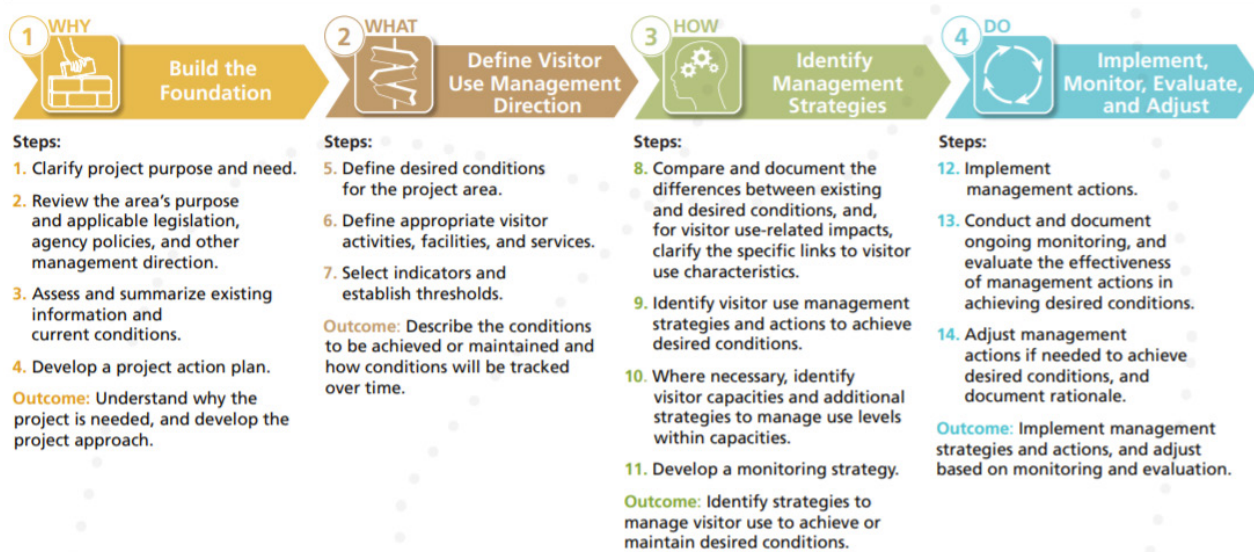 1 WHY
Build the
Foundation
Steps:
1. Clarify project purpose and need.
2. Review the area's purpose
and applicable legislation,
agency policies, and other
management direction.
3. Assess and summarize existing
information and
current conditions.
4. Develop a project action plan.
Outcome: Understand why the
project is needed, and develop the
project approach.
2 WHAT
Define Visitor
Use Management
Direction
Steps:
5. Define desired conditions
for the project area.
6. Define appropriate visitor
activities, facilities, and services.
7. Select indicators and
establish thresholds.
Outcome: Describe the conditions
to be achieved or maintained and
how conditions will be tracked
over time.
3 HOW
Identify
Management
Strategies
Steps:
8. Compare and document the
differences between existing
and desired conditions, and,
for visitor use-related impacts,
clarify the specific links to visitor
use characteristics.
9. Identify visitor use management
strategies and actions to achieve
desired conditions.
10. Where necessary, identify
visitor capacities and additional
strategies to manage use levels
within capacities.
11. Develop a monitoring strategy.
Outcome: Identify strategies to
manage visitor use to achieve or
maintain desired conditions.
4 DO
Implement,
Monitor, Evaluate,
and Adjust
Steps:
12. Implement
management actions.
13. Conduct and document
ongoing monitoring, and
evaluate the effectiveness
of management actions in
achieving desired conditions.
14. Adjust management
actions if needed to achieve
desired conditions, and
document rationale.
Outcome: Implement management
strategies and actions, and adjust
based on monitoring and evaluation.